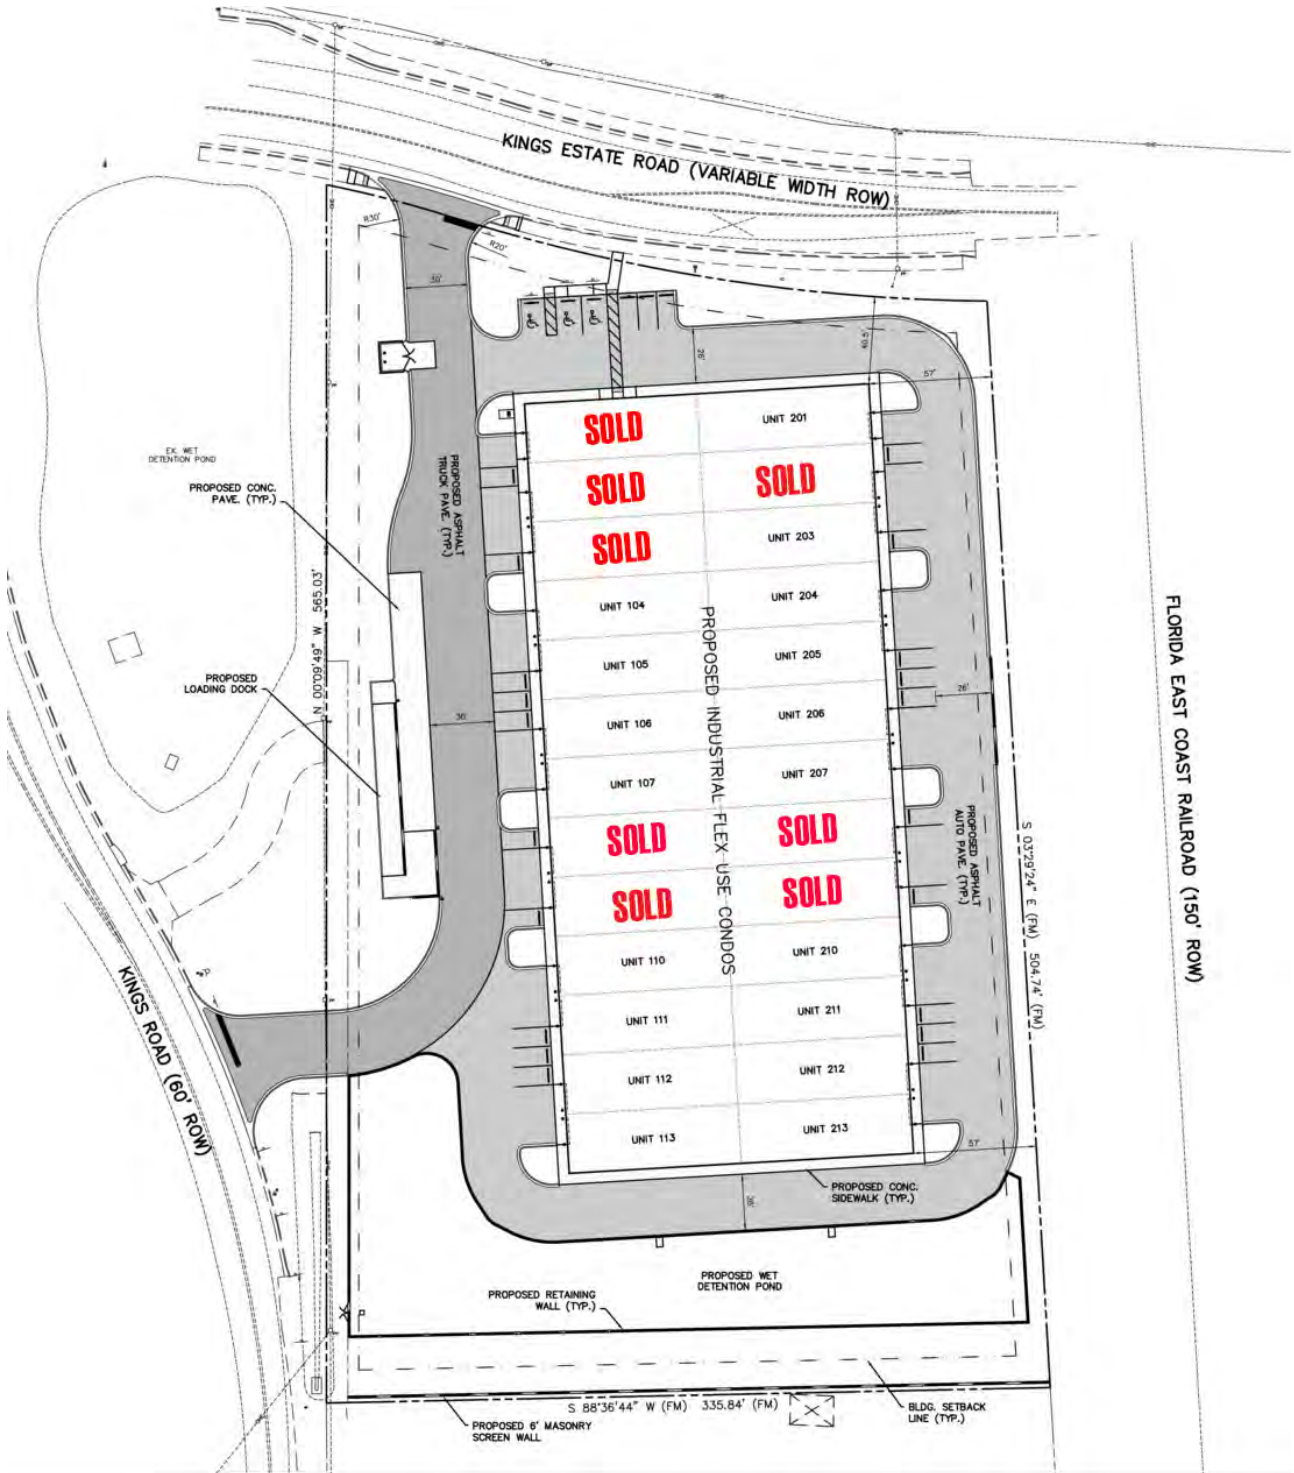 KINGS ESTATE ROAD (VARIABLE WIDTH ROW)
R30'
R20'
30'
26'
40.5'
57'
EX. WET
DETENTION POND
PROPOSED CONC.
PAVE. (TYP.)
PROPOSED ASPHALT
TRUCK PAVE. (TYP.)
SOLD
UNIT 201
SOLD
SOLD
SOLD
UNIT 203
UNIT 104
UNIT 204
UNIT 105
UNIT 205
UNIT 106
UNIT 206
UNIT 107
UNIT 207
SOLD
SOLD
SOLD
SOLD
UNIT 110
UNIT 210
UNIT 111
UNIT 211
UNIT 112
UNIT 212
UNIT 113
UNIT 213
PROPOSED INDUSTRIAL FLEX USE CONDOS
N 00°09'49" W 565.03'
PROPOSED
LOADING DOCK
36'
26'
PROPOSED ASPHALT
AUTO PAVE. (TYP.)
S 03°29'24" E (FM) 504.74' (FM)
FLORIDA EAST COAST RAILROAD (150' ROW)
KINGS ROAD (60' ROW)
57'
26'
PROPOSED CONC.
SIDEWALK (TYP.)
PROPOSED WET
DETENTION POND
PROPOSED RETAINING
WALL (TYP.)
S 88°36'44" W (FM) 335.84' (FM)
BLDG. SETBACK
LINE (TYP.)
PROPOSED 6' MASONRY
SCREEN WALL